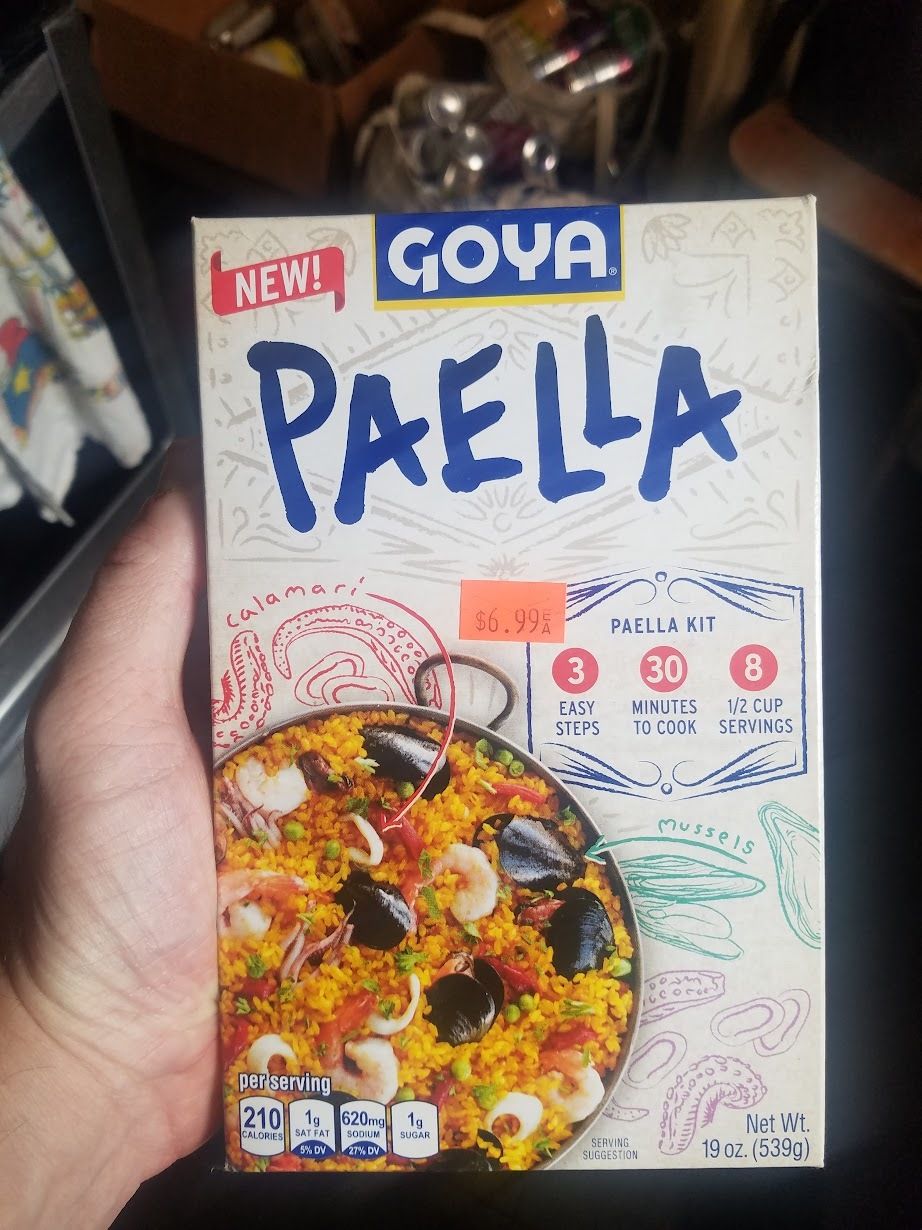 NEW!
GOYA®
PAELLA
calamari
$6.99 EA
PAELLA KIT
3
EASY
STEPS
30
MINUTES
TO COOK
8
1/2 CUP
SERVINGS
mussels
per serving
210
CALORIES
1g
SAT FAT
5% DV
620mg
SODIUM
27% DV
1g
SUGAR
SERVING
SUGGESTION
Net Wt.
19 oz. (539g)